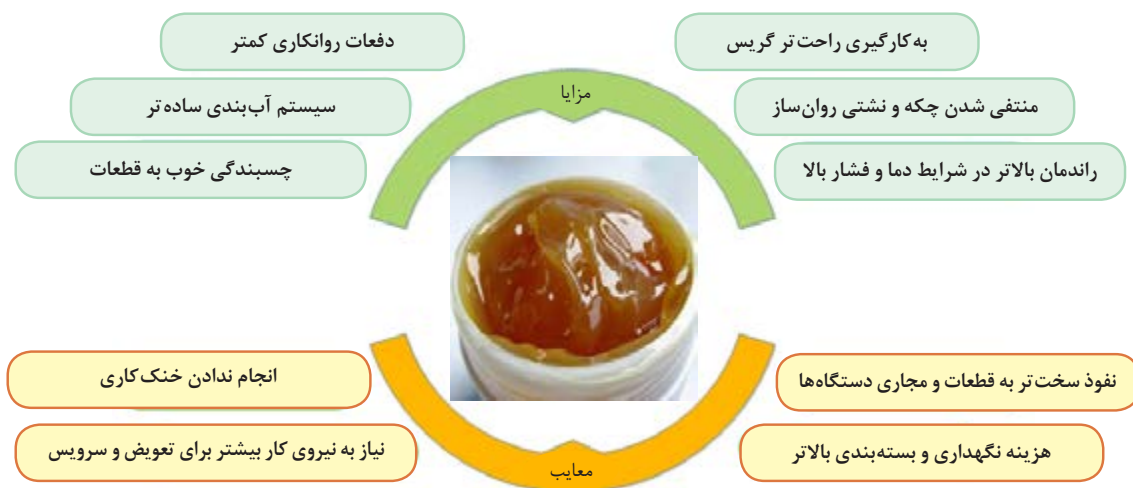 به‌کارگیری راحت‌تر گریس
دفعات روانکاری کمتر
مزایا
منتفی شدن چکه و نشتی روان‌ساز
سیستم آب‌بندی ساده‌تر
راندمان بالاتر در شرایط دما و فشار بالا
چسبندگی خوب به قطعات
نفوذ سخت‌تر به قطعات و مجاری دستگاه‌ها
انجام ندادن خنک‌کاری
هزینه نگهداری و بسته‌بندی بالاتر
نیاز به نیروی کار بیشتر برای تعویض و سرویس
معایب